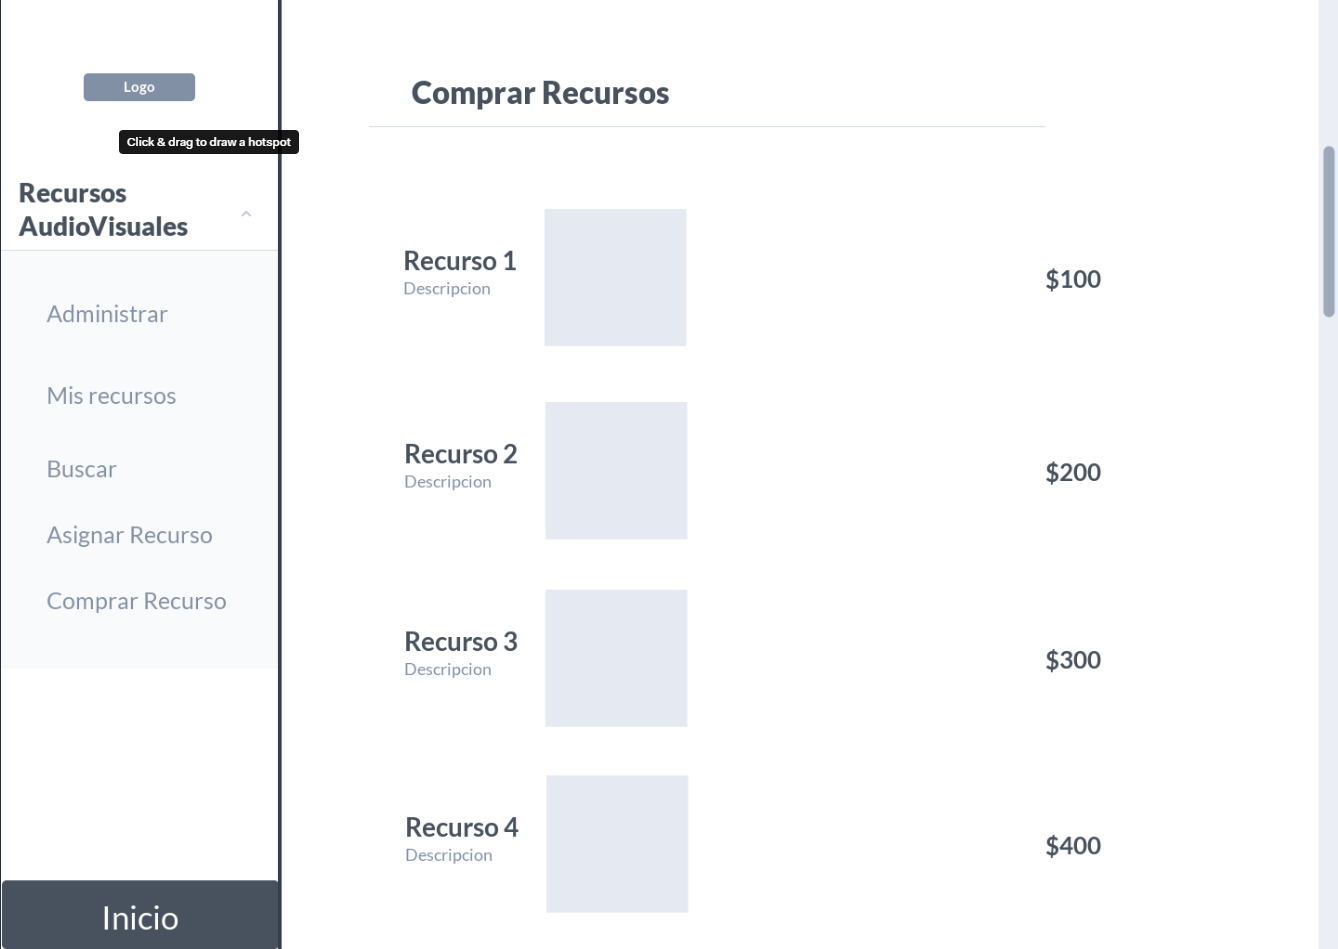 Logo
Click & drag to draw a hotspot
Recursos
AudioVisuales
Administrar
Mis recursos
Buscar
Asignar Recurso
Comprar Recurso
Inicio
Comprar Recursos
Recurso 1
Descripcion
$100
Recurso 2
Descripcion
$200
Recurso 3
Descripcion
$300
Recurso 4
Descripcion
$400